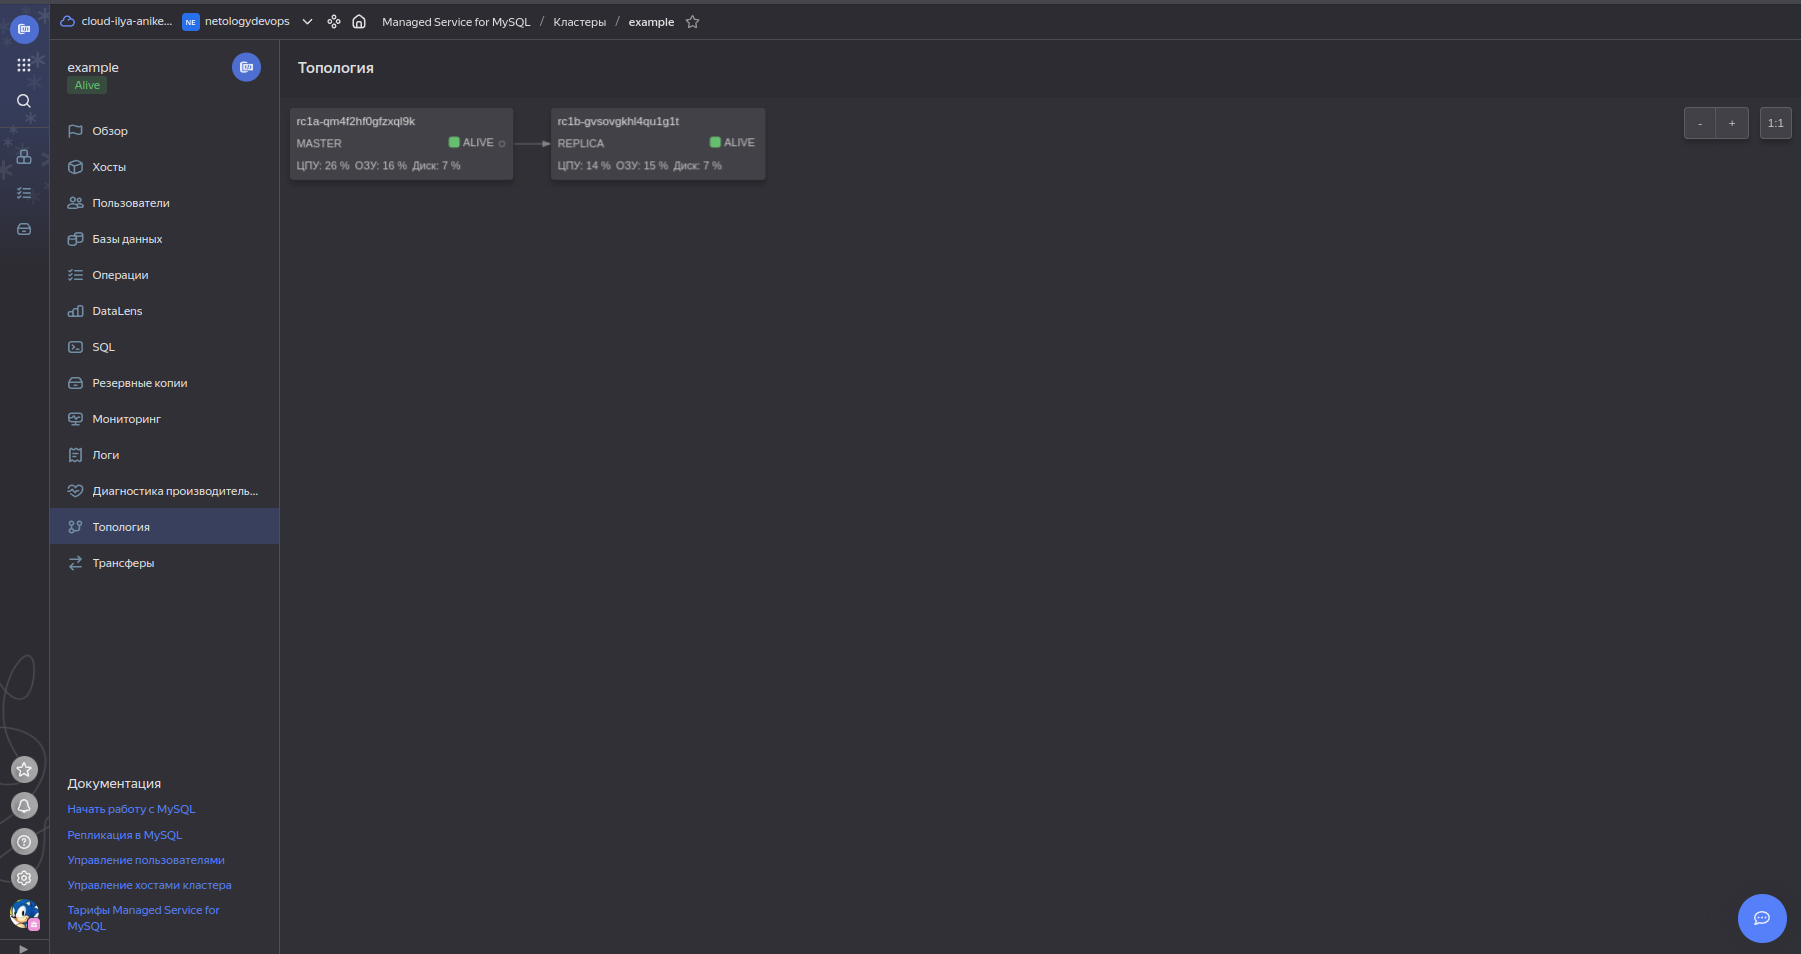 cloud-ilya-anike... NE netologydevops Managed Service for MySQL / Кластеры / example
example
Alive
Обзор
Хосты
Пользователи
Базы данных
Операции
DataLens
SQL
Резервные копии
Мониторинг
Логи
Диагностика производитель...
Топология
Трансферы
Документация
Начать работу с MySQL
Репликация в MySQL
Управление пользователями
Управление хостами кластера
Тарифы Managed Service for
MySQL
Топология
rc1a-qm4f2hf0gfzxql9k
MASTER ALIVE
ЦПУ: 26 % ОЗУ: 16 % Диск: 7 %
rc1b-gvsovgkhl4qu1g1t
REPLICA ALIVE
ЦПУ: 14 % ОЗУ: 15 % Диск: 7 %
- + 1:1